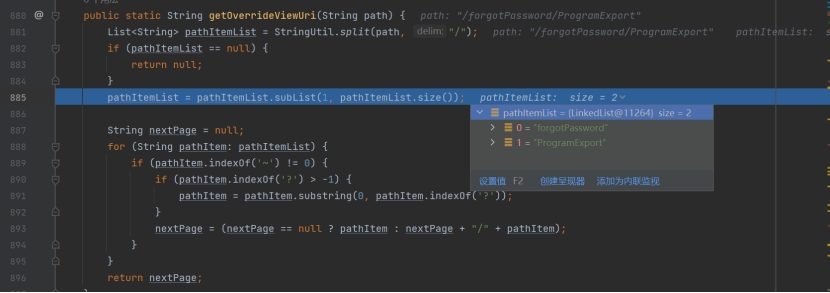 880 @ public static String getOverrideViewUri(String path) { path: "/forgotPassword/ProgramExport"
881 List<String> pathItemList = StringUtil.split(path, delim: "/"); path: "/forgotPassword/ProgramExport" pathItemList: s
882 if (pathItemList == null) {
883 return null;
884 }
885 pathItemList = pathItemList.subList(1, pathItemList.size()); pathItemList: size = 2
886 pathItemList = {LinkedList@11264} size = 2
887 String nextPage = null; 0 = "forgotPassword"
888 for (String pathItem: pathItemList) { 1 = "ProgramExport"
889 if (pathItem.indexOf('~') != 0) {
890 if (pathItem.indexOf('?') > -1) { 设置值 F2 创建呈现器 添加为内联监视
891 pathItem = pathItem.substring(0, pathItem.indexOf('?'));
892 }
893 nextPage = (nextPage == null ? pathItem : nextPage + "/" + pathItem);
894 }
895 }
896 return nextPage;